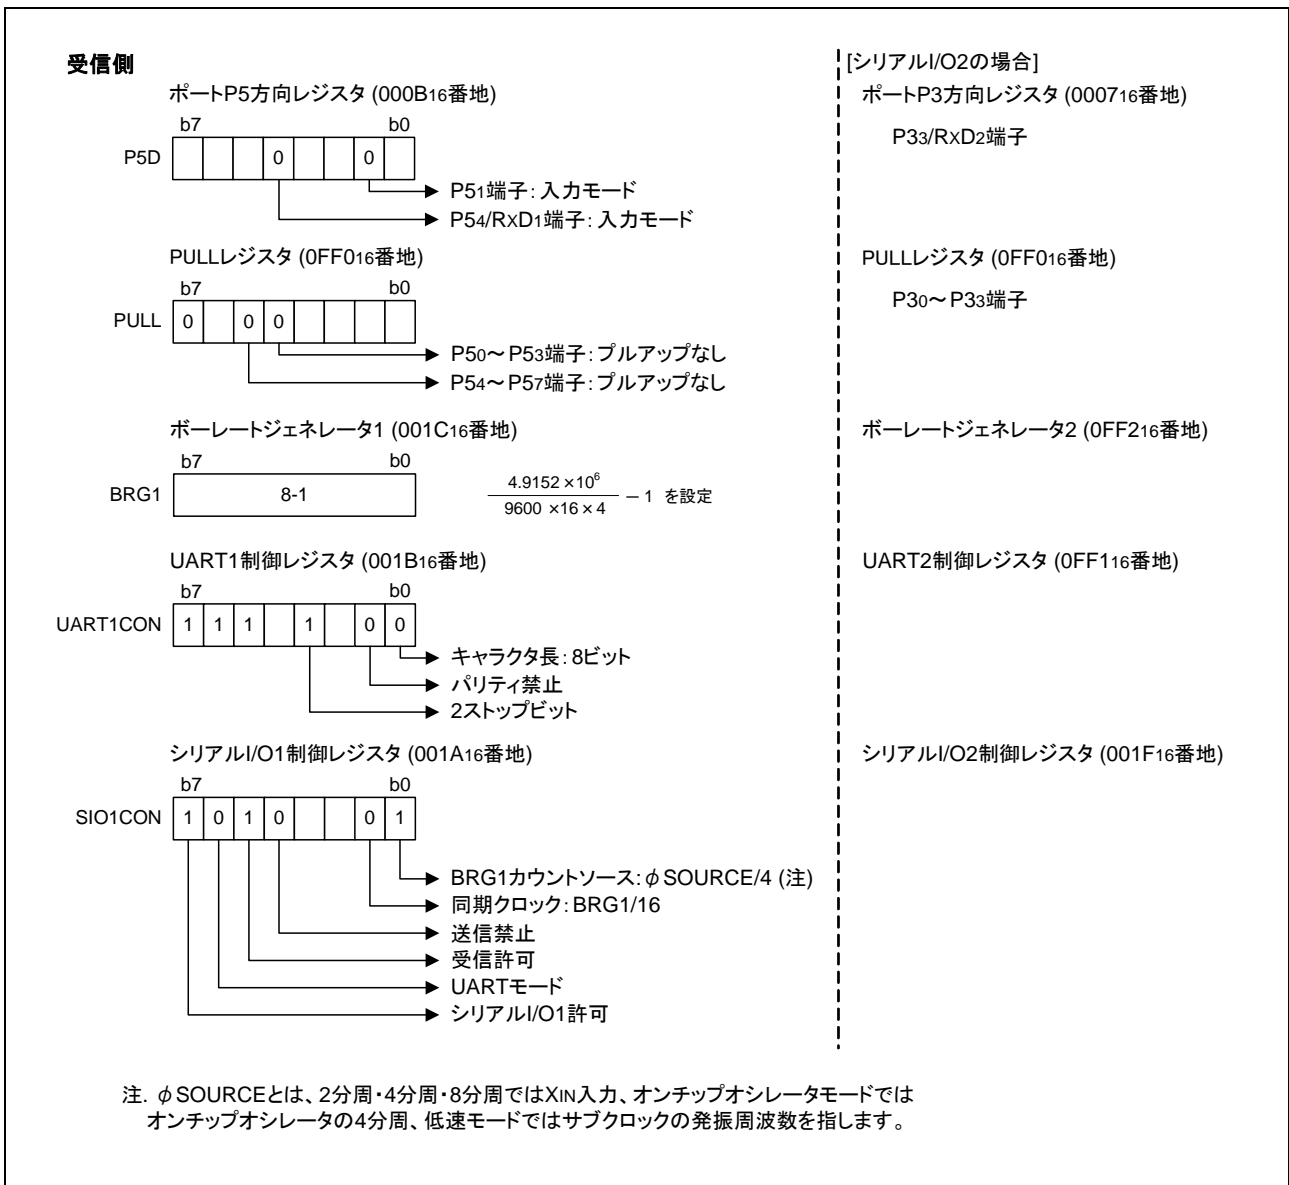 受信側
[シリアルI/O2の場合]
ポートP5方向レジスタ (000B16番地)
ポートP3方向レジスタ (000716番地)
b7 b0
P33/RXD2端子
P5D 0 0
P51端子: 入力モード
P54/RXD1端子: 入力モード
PULLレジスタ (0FF016番地)
PULLレジスタ (0FF016番地)
b7 b0
P30～P33端子
PULL 0 0 0
P50～P53端子: プルアップなし
P54～P57端子: プルアップなし
ボーレートジェネレータ1 (001C16番地)
ボーレートジェネレータ2 (0FF216番地)
b7 b0
BRG1 8-1
4.9152 ×10⁶
9600 ×16 × 4
－ 1 を設定
UART1制御レジスタ (001B16番地)
UART2制御レジスタ (0FF116番地)
b7 b0
UART1CON 1 1 1 1 0 0
キャラクタ長: 8ビット
パリティ禁止
2ストップビット
シリアルI/O1制御レジスタ (001A16番地)
シリアルI/O2制御レジスタ (001F16番地)
b7 b0
SIO1CON 1 0 1 0 0 1
BRG1カウントソース: φSOURCE/4 (注)
同期クロック: BRG1/16
送信禁止
受信許可
UARTモード
シリアルI/O1許可
注. φSOURCEとは、2分周・4分周・8分周ではXIN入力、オンチップオシレータモードでは
オンチップオシレータの4分周、低速モードではサブクロックの発振周波数を指します。